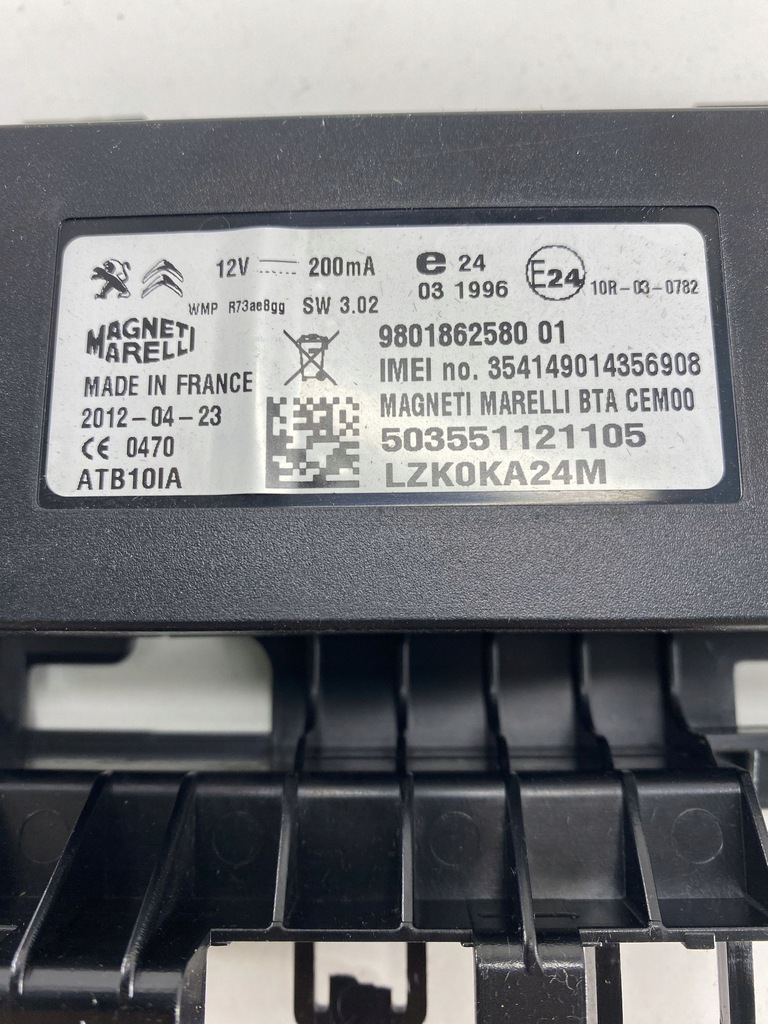 12V 200mA
WMP R73ae8gg SW 3.02
e 24
03 1996
E24
10R-03-0782
MAGNETI
MARELLI
MADE IN FRANCE
2012-04-23
CE 0470
ATB10IA
9801862580 01
IMEI no. 354149014356908
MAGNETI MARELLI BTA CEM00
503551121105
LZK0KA24M